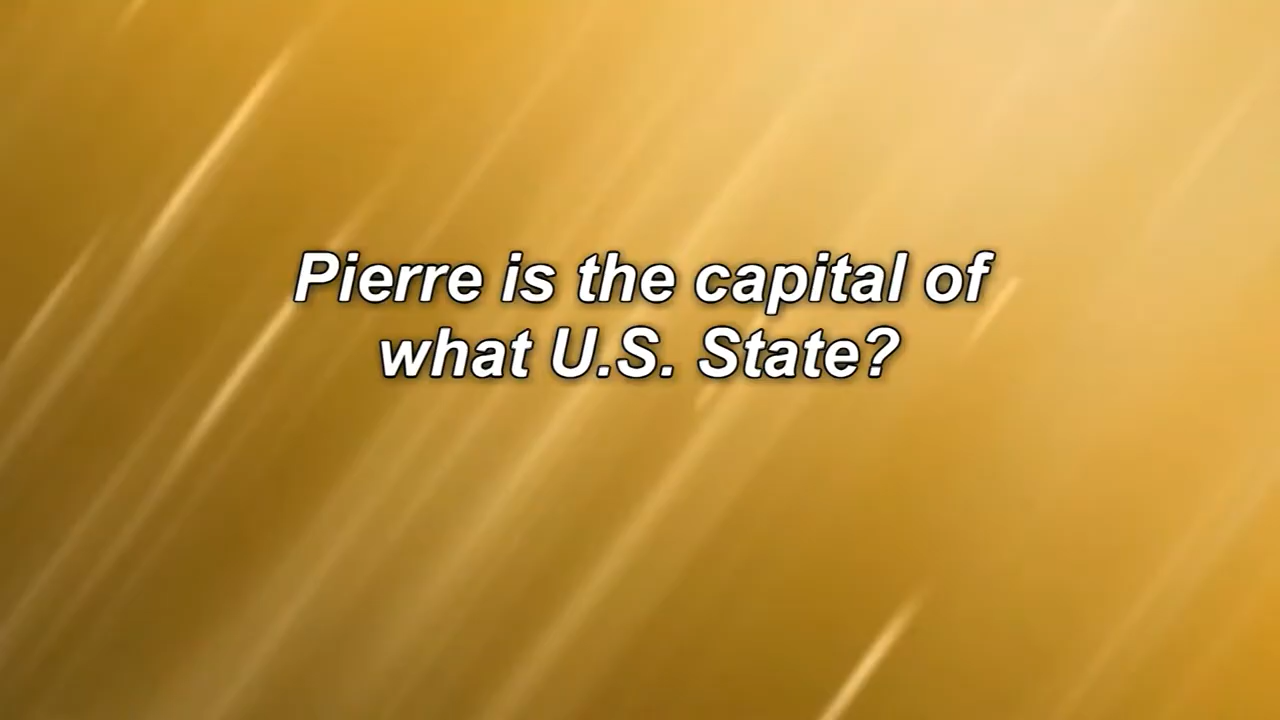 Pierre is the capital of
what U.S. State?